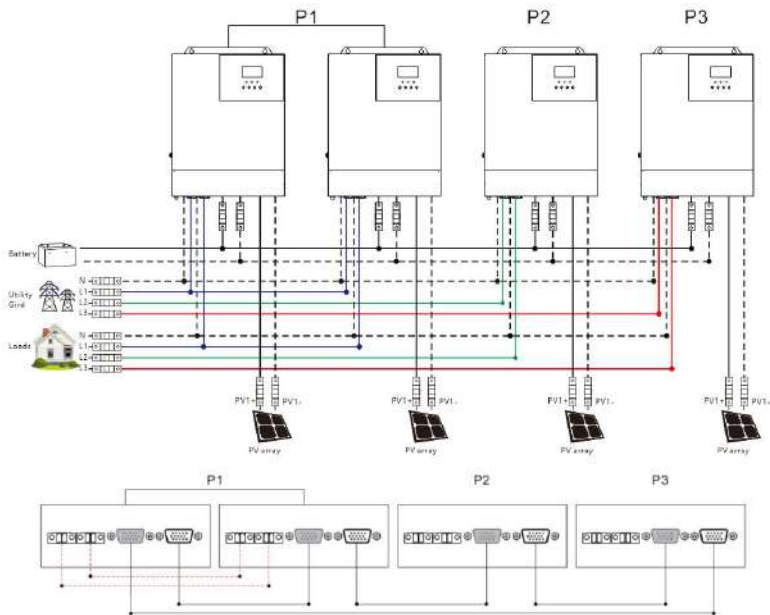 P1 P2 P3
Battery
N
L1
Utility
Gird
L2
L3
N
Loads
L1
L2
L3
PV1+ PV1- PV1+ PV1- PV1+ PV1- PV1+ PV1-
PV array PV array PV array PV array
P1 P2 P3